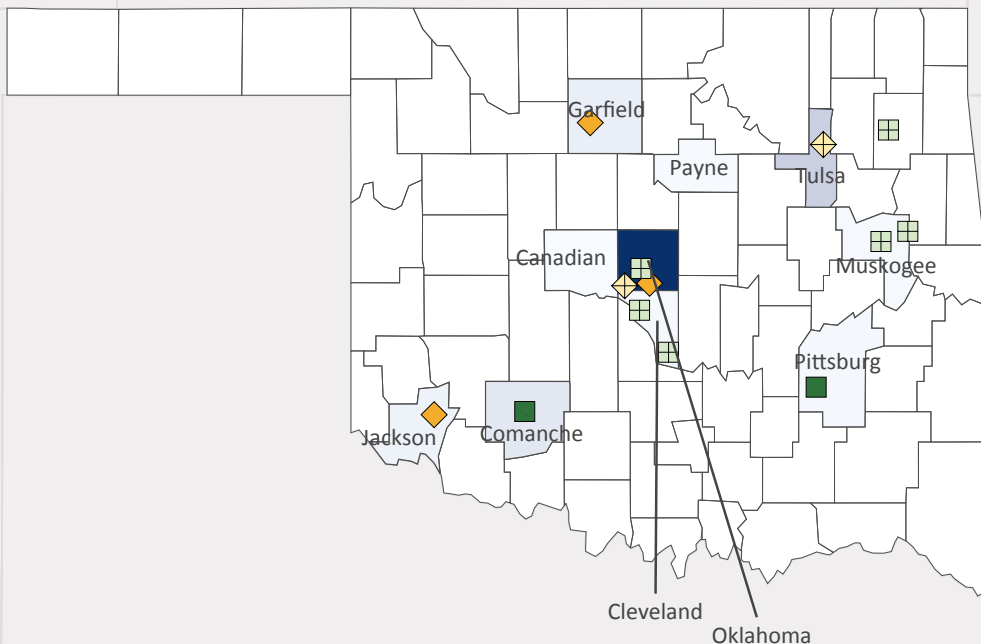 Garfield
Payne
Tulsa
Canadian
Muskogee
Pittsburg
Jackson
Comanche
Cleveland
Oklahoma